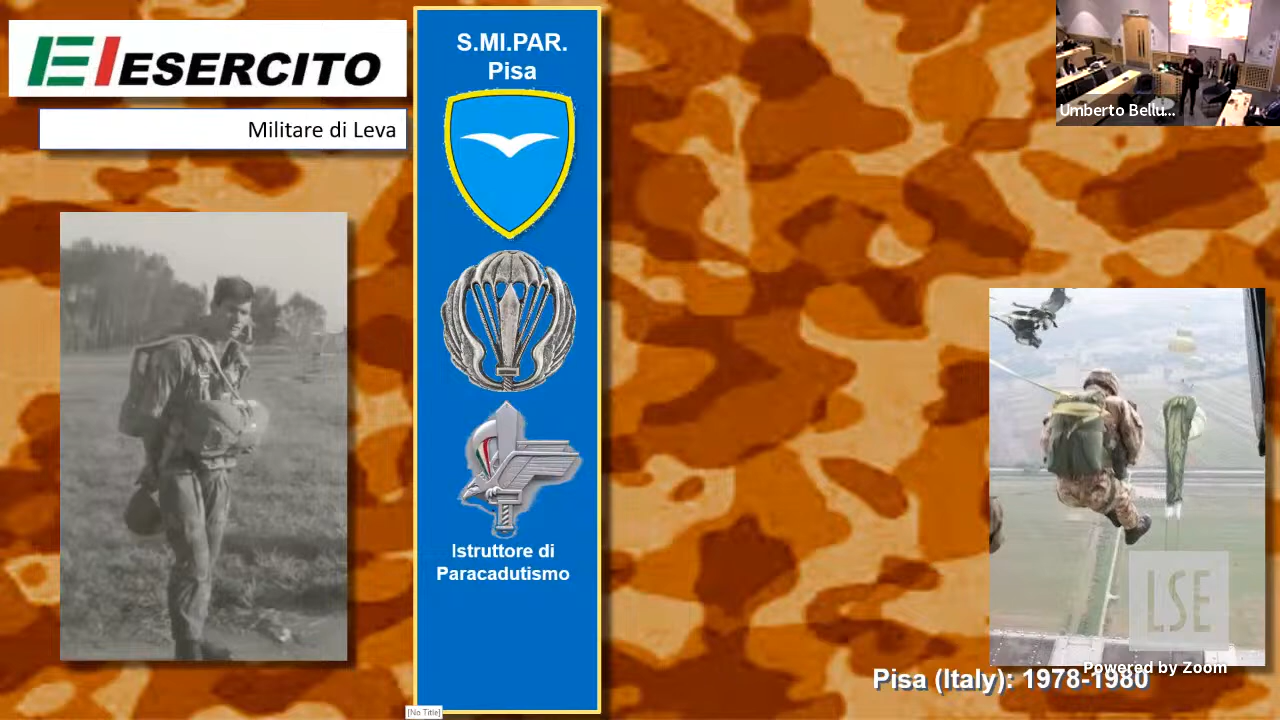 EI ESERCITO
Militare di Leva
S.MI.PAR.
Pisa
Istruttore di
Paracadutismo
Umberto Bellu...
LSE
Powered by Zoom
Pisa (Italy): 1978-1980
[No Title]